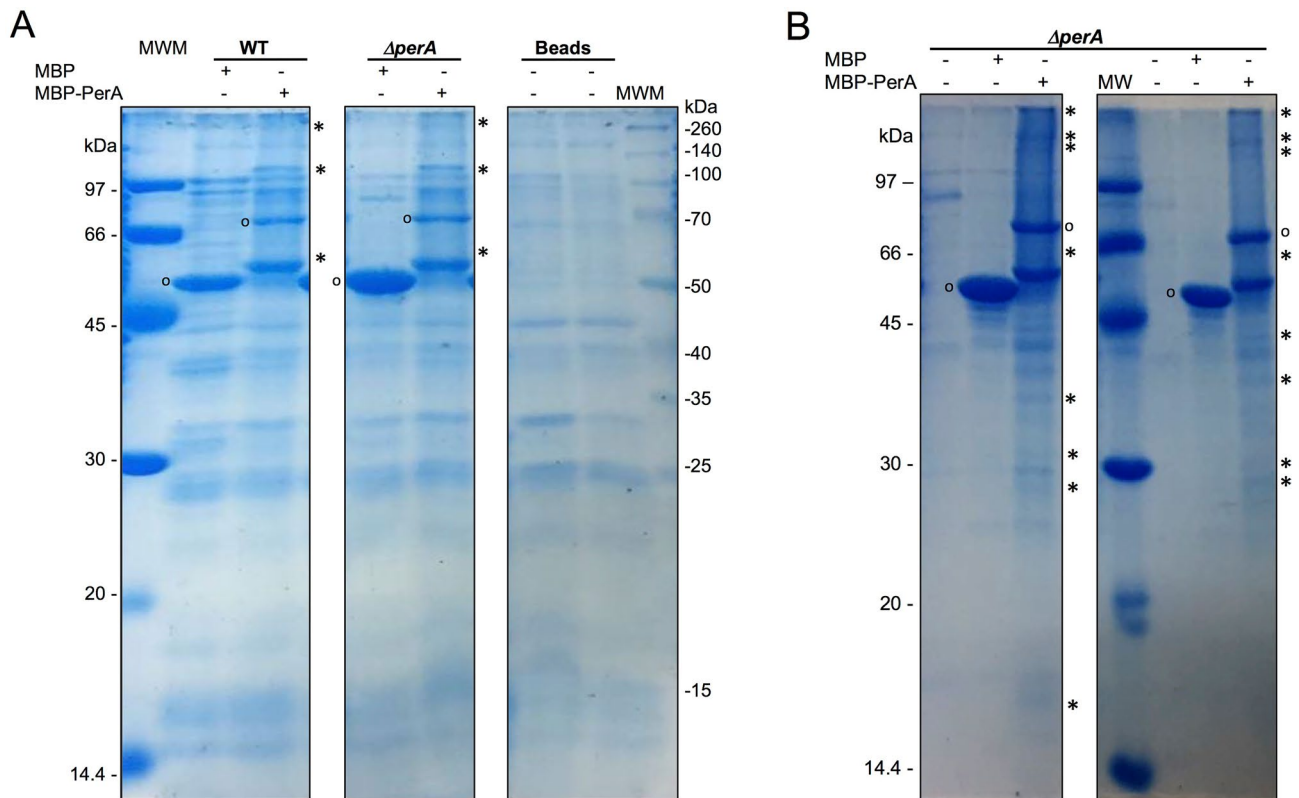 A
MWM WT ΔperA Beads
MBP + - + - - -
MBP-PerA - + - + - - MWM
kDa
97 -
66 -
45 -
30 -
20 -
14.4 -
o
o
o
o
*
*
*
*
*
*
kDa
-260
-140
-100
-70
-50
-40
-35
-25
-15
B
ΔperA
MBP - + - - + -
MBP-PerA - - + MW - - +
kDa
97 –
66 -
45 -
30 -
20 -
14.4 -
o
o
*
*
*
*
*
*
*
*
o
o
*
*
*
*
*
*
*
*